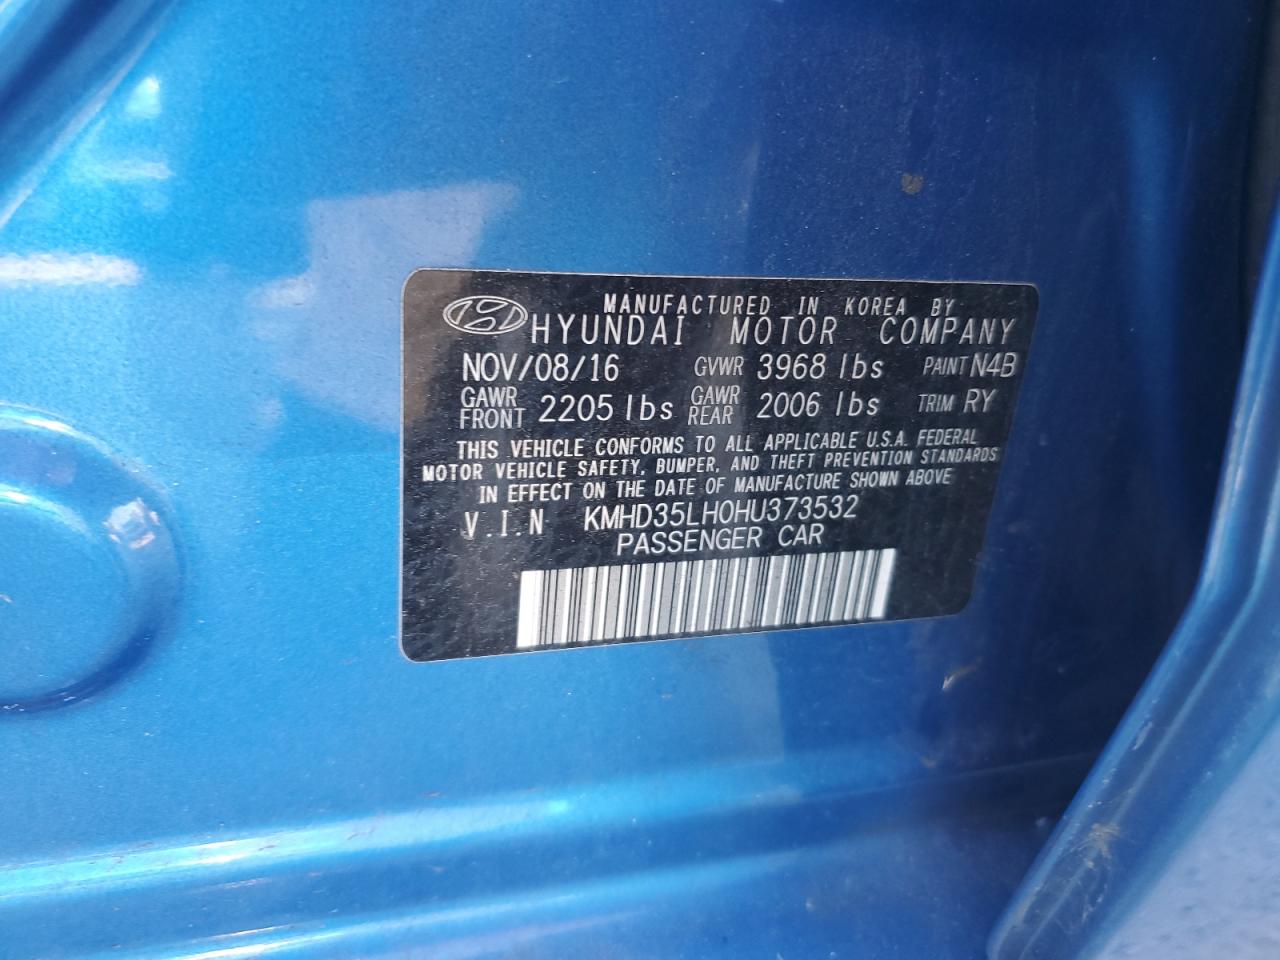 MANUFACTURED IN KOREA BY
HYUNDAI MOTOR COMPANY
NOV/08/16 GVWR 3968 lbs PAINT N4B
GAWR FRONT 2205 lbs GAWR REAR 2006 lbs TRIM RY
THIS VEHICLE CONFORMS TO ALL APPLICABLE U.S.A. FEDERAL
MOTOR VEHICLE SAFETY, BUMPER, AND THEFT PREVENTION STANDARDS
IN EFFECT ON THE DATE OF MANUFACTURE SHOWN ABOVE
V.I.N KMHD35LH0HU373532
PASSENGER CAR